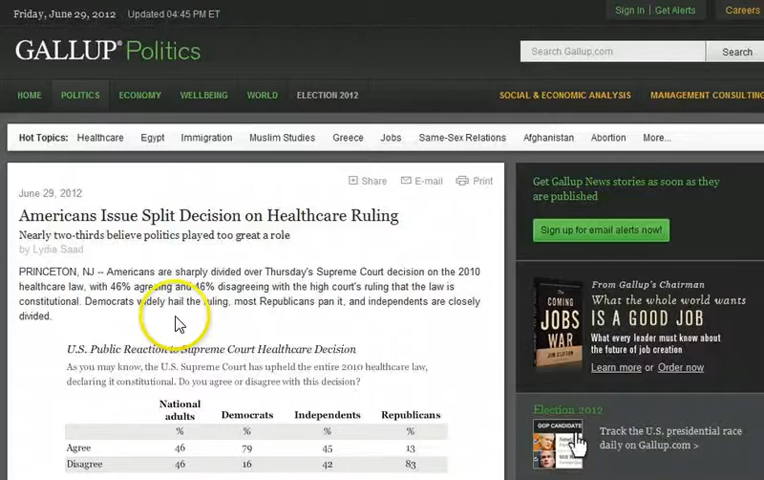 Friday, June 29, 2012 Updated 04:45 PM ET
Sign In | Get Alerts
Careers
GALLUP® Politics
Search Gallup.com
Search
HOME POLITICS ECONOMY WELLBEING WORLD ELECTION 2012 SOCIAL & ECONOMIC ANALYSIS MANAGEMENT CONSULTING
Hot Topics: Healthcare Egypt Immigration Muslim Studies Greece Jobs Same-Sex Relations Afghanistan Abortion More...
Share E-mail Print
June 29, 2012
Americans Issue Split Decision on Healthcare Ruling
Nearly two-thirds believe politics played too great a role
by Lydia Saad
PRINCETON, NJ -- Americans are sharply divided over Thursday's Supreme Court decision on the 2010
healthcare law, with 46% agreeing and 46% disagreeing with the high court's ruling that the law is
constitutional. Democrats widely hail the ruling, most Republicans pan it, and independents are closely
divided.
U.S. Public Reaction to Supreme Court Healthcare Decision
As you may know, the U.S. Supreme Court has upheld the entire 2010 healthcare law,
declaring it constitutional. Do you agree or disagree with this decision?
National
adults Democrats Independents Republicans
% % % %
Agree 46 79 45 13
Disagree 46 16 42 83
Get Gallup News stories as soon as they
are published
Sign up for email alerts now!
THE
COMING
JOBS
WAR
JIM CLIFTON
From Gallup's Chairman
What the whole world wants
IS A GOOD JOB
What every leader must know about
the future of job creation
Learn more or Order now
Election 2012
GOP CANDIDATE
Track the U.S. presidential race
daily on Gallup.com >